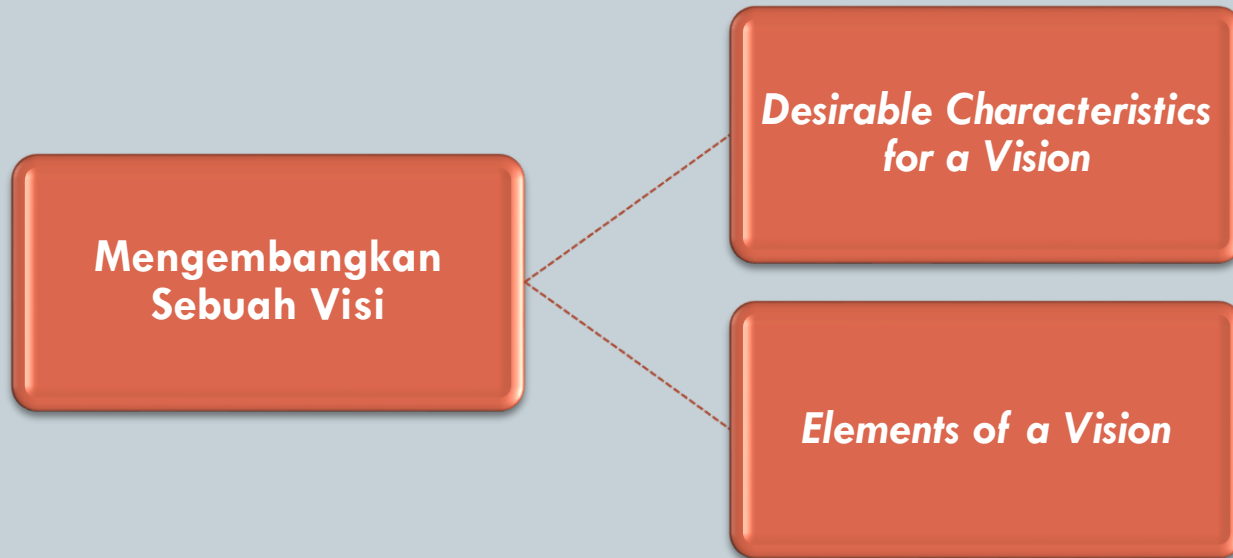 Mengembangkan
Sebuah Visi
Desirable Characteristics
for a Vision
Elements of a Vision